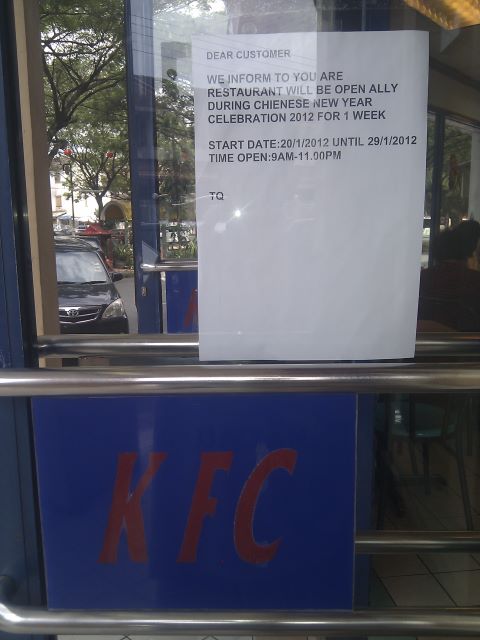 DEAR CUSTOMER
WE INFORM TO YOU ARE
RESTAURANT WILL BE OPEN ALLY
DURING CHIENESE NEW YEAR
CELEBRATION 2012 FOR 1 WEEK
START DATE:20/1/2012 UNTIL 29/1/2012
TIME OPEN:9AM-11.00PM
TQ
KFC